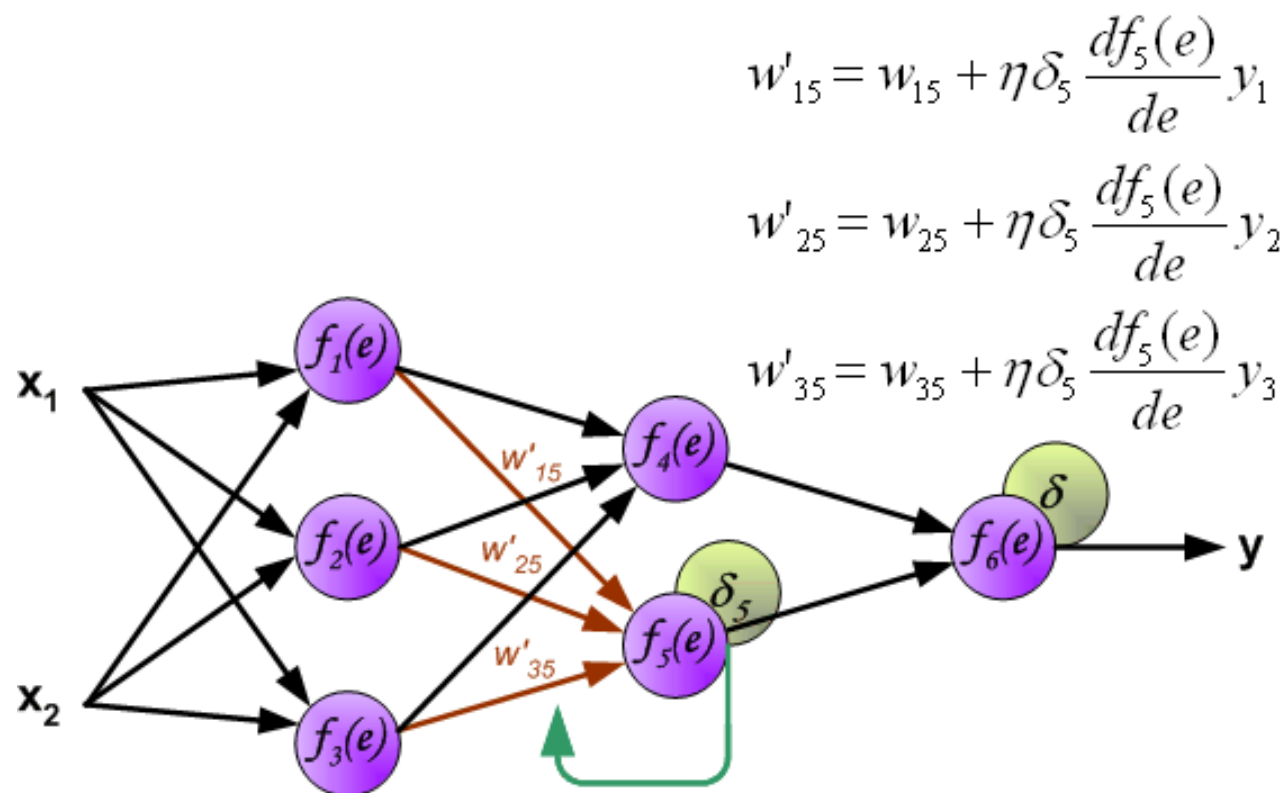 w'₁₅ = w₁₅ + ηδ₅ df₅(e)/de y₁
w'₂₅ = w₂₅ + ηδ₅ df₅(e)/de y₂
w'₃₅ = w₃₅ + ηδ₅ df₅(e)/de y₃
x₁
f₁(e)
w'₁₅
f₄(e)
δ
f₂(e)
w'₂₅
f₆(e)
y
δ₅
w'₃₅
f₅(e)
x₂
f₃(e)